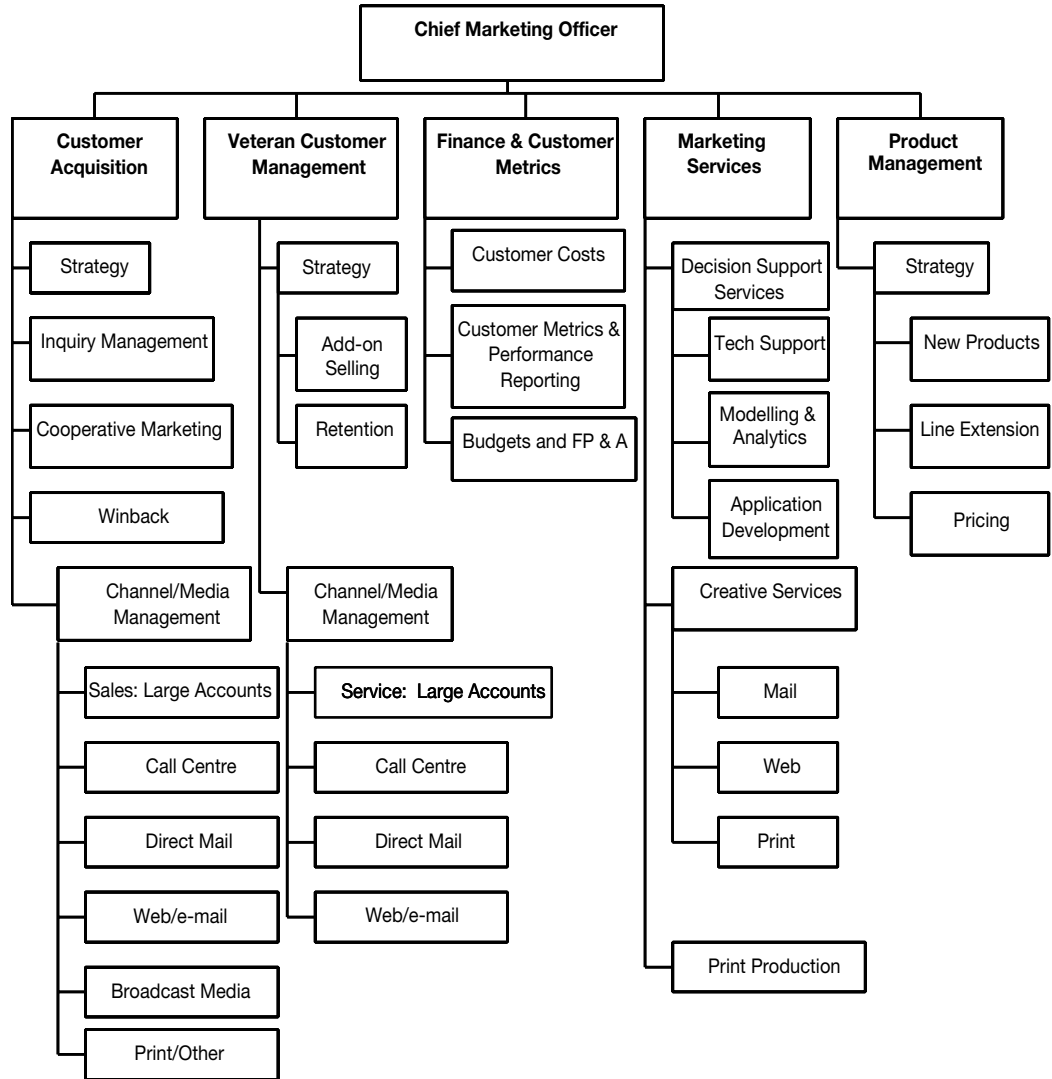 Chief Marketing Officer
Customer
Acquisition
Strategy
Inquiry Management
Cooperative Marketing
Winback
Channel/Media
Management
Sales: Large Accounts
Call Centre
Direct Mail
Web/e-mail
Broadcast Media
Print/Other
Veteran Customer
Management
Strategy
Add-on
Selling
Retention
Channel/Media
Management
Service: Large Accounts
Call Centre
Direct Mail
Web/e-mail
Finance & Customer
Metrics
Customer Costs
Customer Metrics &
Performance
Reporting
Budgets and FP & A
Marketing
Services
Decision Support
Services
Tech Support
Modelling &
Analytics
Application
Development
Creative Services
Mail
Web
Print
Print Production
Product
Management
Strategy
New Products
Line Extension
Pricing